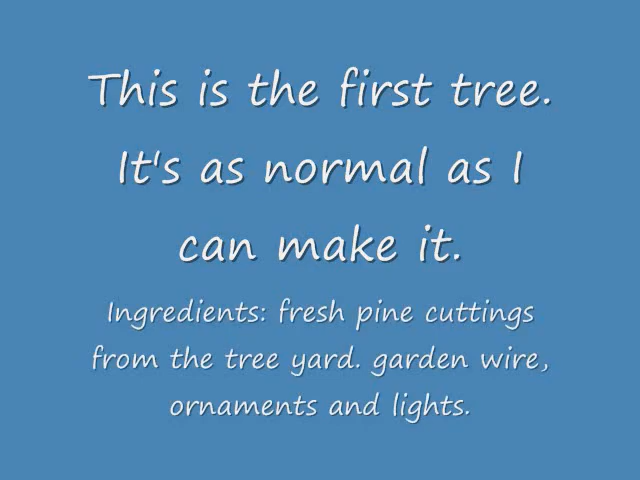 This is the first tree.
It's as normal as I
can make it.
Ingredients: fresh pine cuttings
from the tree yard. garden wire,
ornaments and lights.